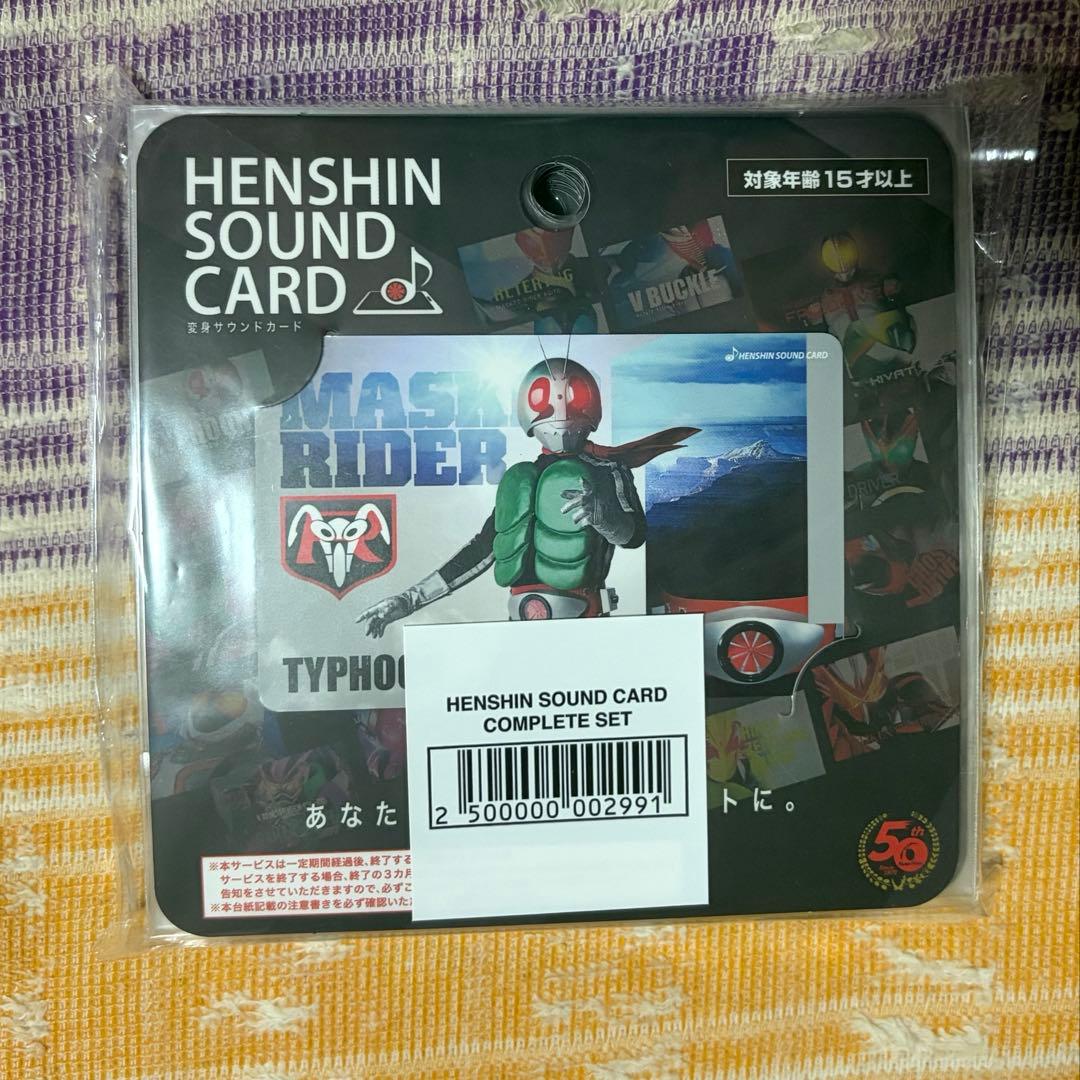 HENSHIN
SOUND
CARD
変身サウンドカード
対象年齢15才以上
V BUCKLE
HENSHIN SOUND CARD
MASK
RIDER
TYPHOO
DRIVER
HENSHIN SOUND CARD
COMPLETE SET
2 500000 002991
あなた
トに。
50th
※本サービスは一定期間経過後、終了する
サービスを終了する場合、終了の3カ月
告知をさせていただきますので、必ずご
※本台紙記載の注意書きを必ず確認いた